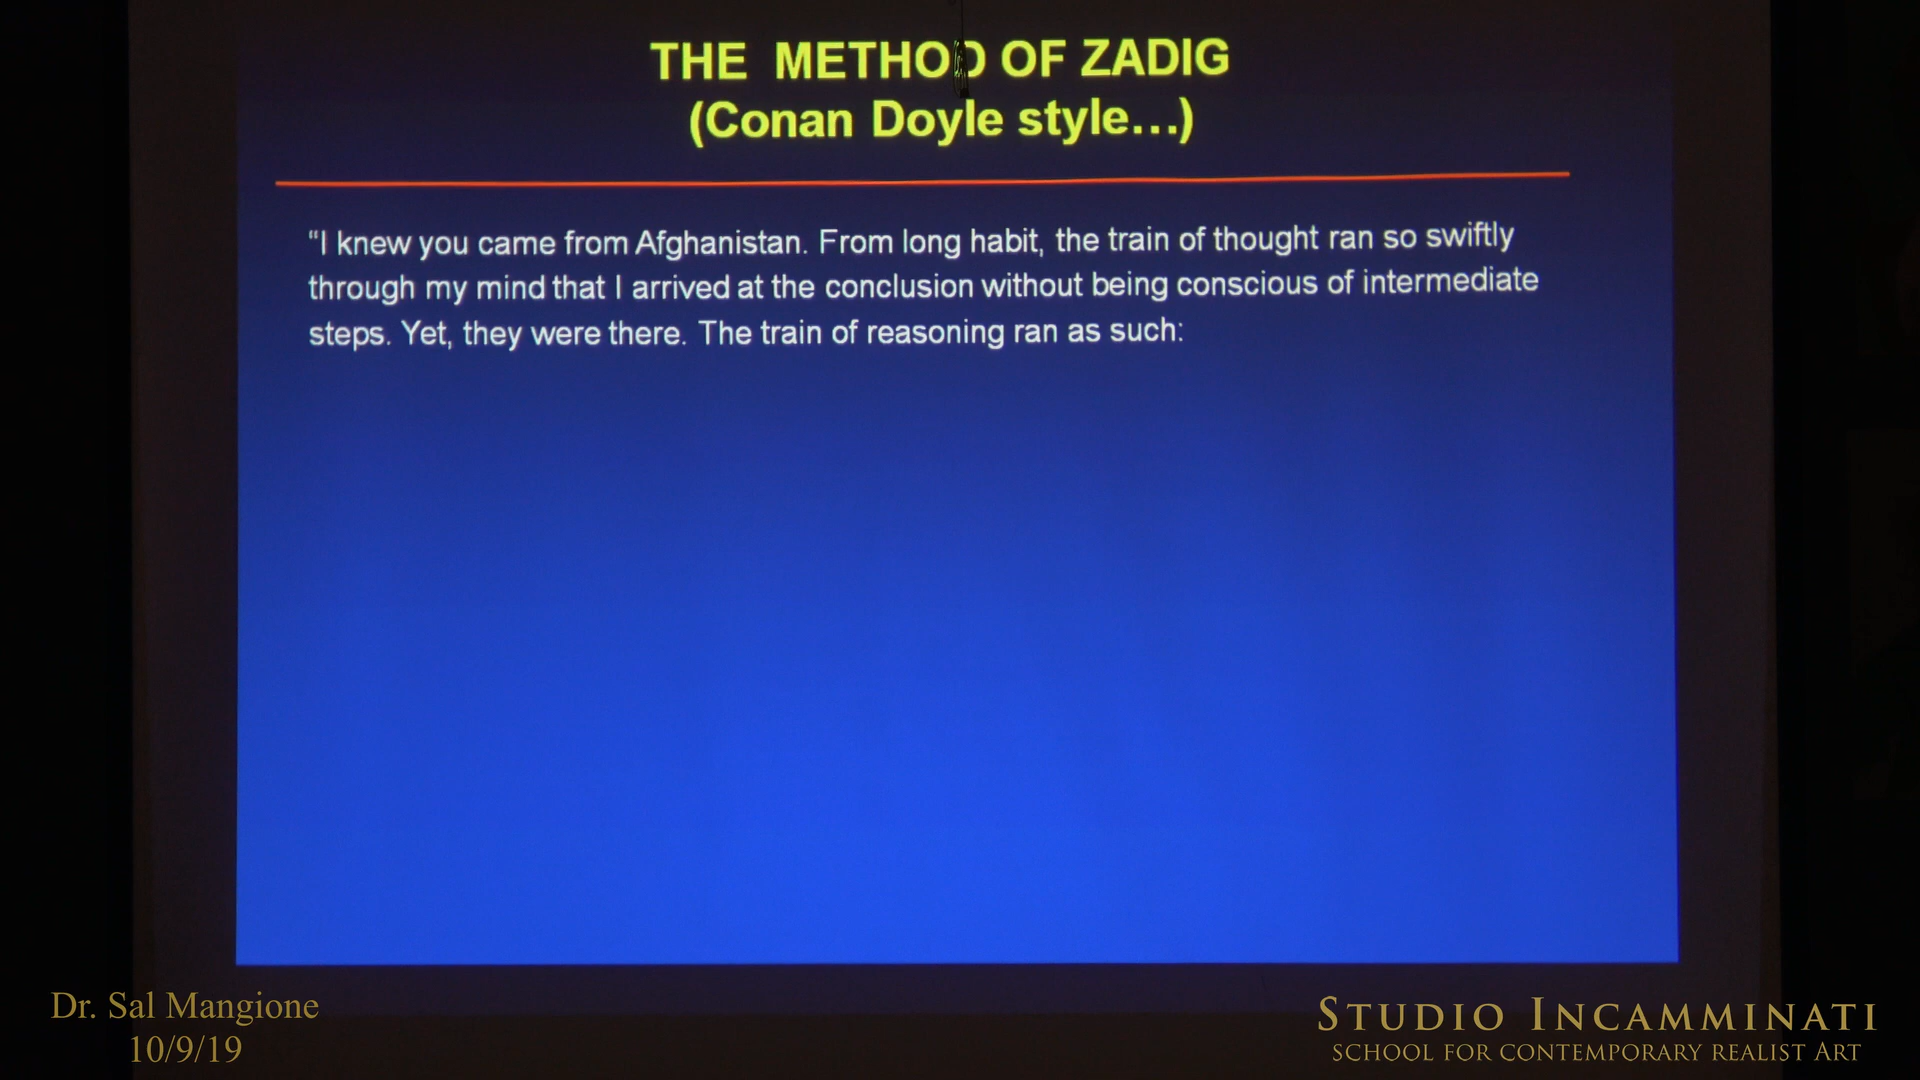 THE METHOD OF ZADIG
(Conan Doyle style...)
“I knew you came from Afghanistan. From long habit, the train of thought ran so swiftly
through my mind that I arrived at the conclusion without being conscious of intermediate
steps. Yet, they were there. The train of reasoning ran as such:
Dr. Sal Mangione
10/9/19
STUDIO INCAMMINATI
SCHOOL FOR CONTEMPORARY REALIST ART